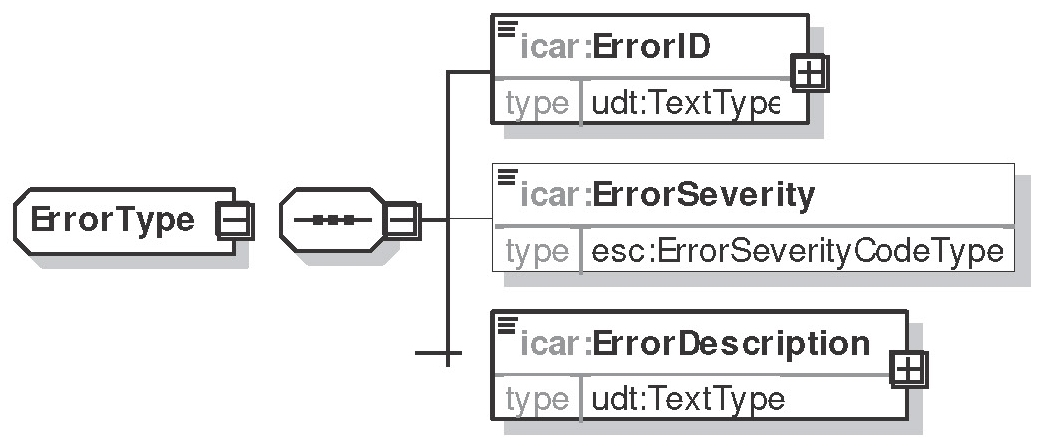 icar:ErrorID
type udt:TextType
icar:ErrorSeverity
ErrorType
type esc:ErrorSeverityCodeType
icar:ErrorDescription
type udt:TextType